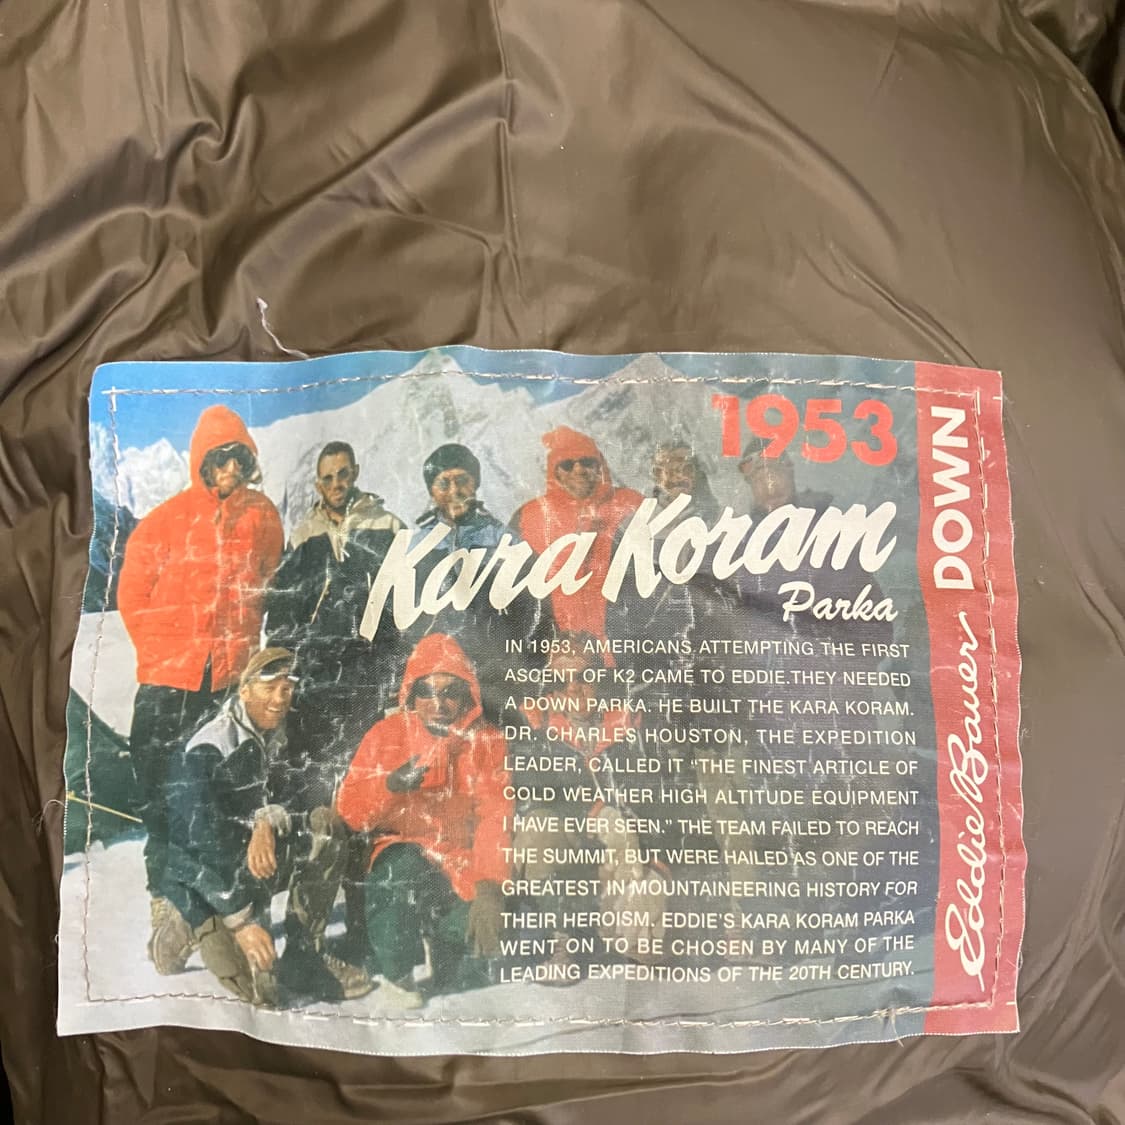 1953
Kara Koram
Parka
IN 1953, AMERICANS ATTEMPTING THE FIRST
ASCENT OF K2 CAME TO EDDIE.THEY NEEDED
A DOWN PARKA. HE BUILT THE KARA KORAM.
DR. CHARLES HOUSTON, THE EXPEDITION
LEADER, CALLED IT "THE FINEST ARTICLE OF
COLD WEATHER HIGH ALTITUDE EQUIPMENT
I HAVE EVER SEEN." THE TEAM FAILED TO REACH
THE SUMMIT, BUT WERE HAILED AS ONE OF THE
GREATEST IN MOUNTAINEERING HISTORY FOR
THEIR HEROISM. EDDIE'S KARA KORAM PARKA
WENT ON TO BE CHOSEN BY MANY OF THE
LEADING EXPEDITIONS OF THE 20TH CENTURY.
Eddie Bauer DOWN